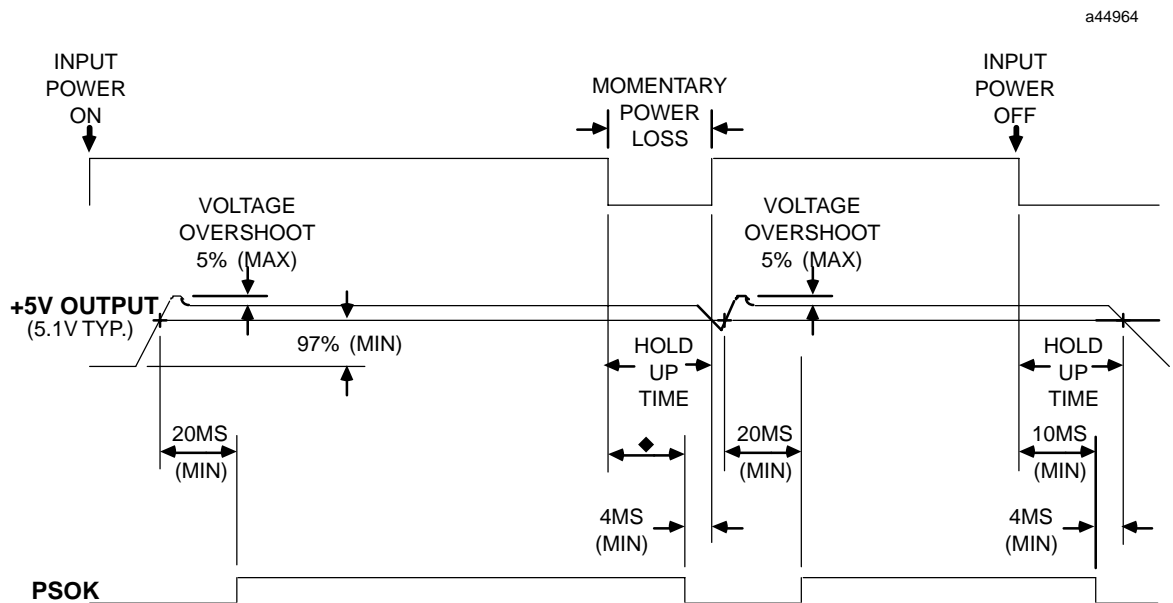 a44964
INPUT
POWER
ON
MOMENTARY
POWER
LOSS
INPUT
POWER
OFF
VOLTAGE
OVERSHOOT
5% (MAX)
VOLTAGE
OVERSHOOT
5% (MAX)
+5V OUTPUT
(5.1V TYP.)
97% (MIN)
HOLD
UP
TIME
HOLD
UP
TIME
20MS
(MIN)
20MS
(MIN)
10MS
(MIN)
4MS
(MIN)
4MS
(MIN)
PSOK